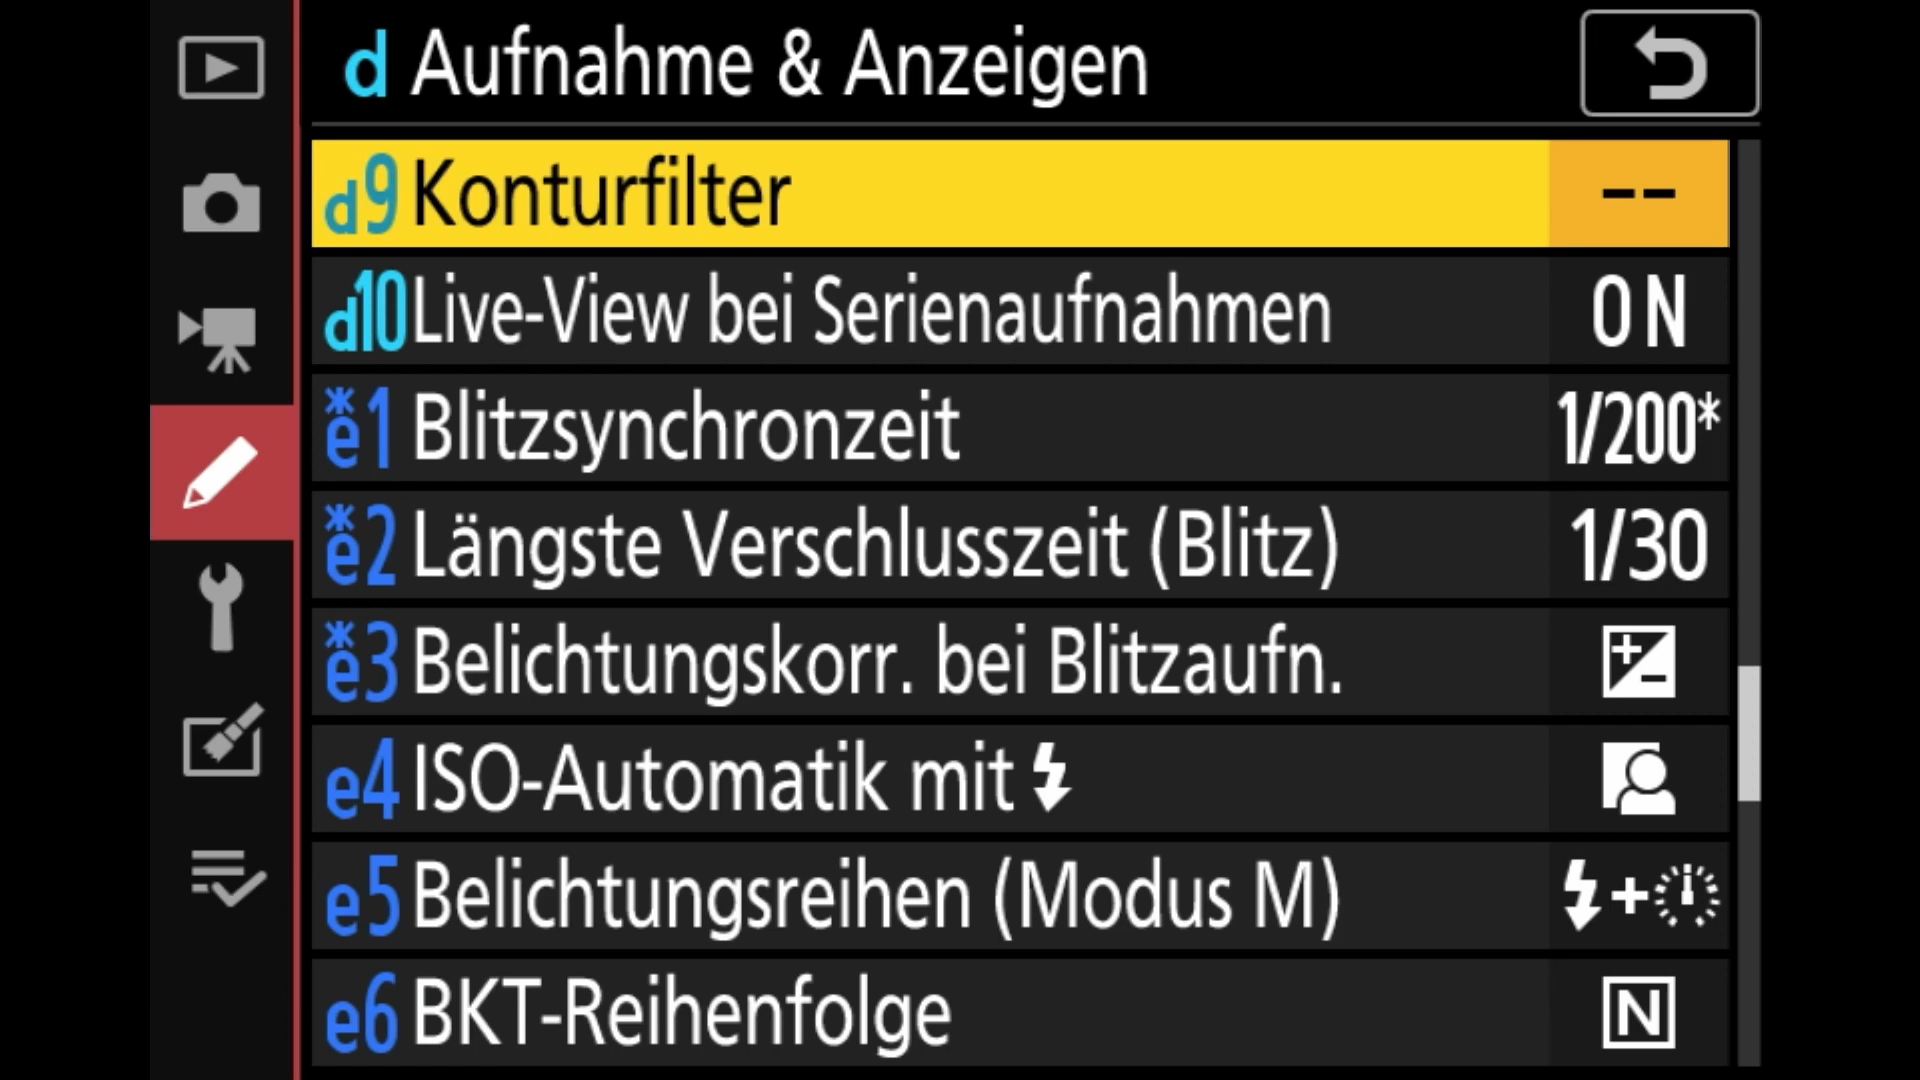 d Aufnahme & Anzeigen
d9 Konturfilter --
d10 Live-View bei Serienaufnahmen ON
*e1 Blitzsynchronzeit 1/200*
*e2 Längste Verschlusszeit (Blitz) 1/30
*e3 Belichtungskorr. bei Blitzaufn.
e4 ISO-Automatik mit
e5 Belichtungsreihen (Modus M)
e6 BKT-Reihenfolge N